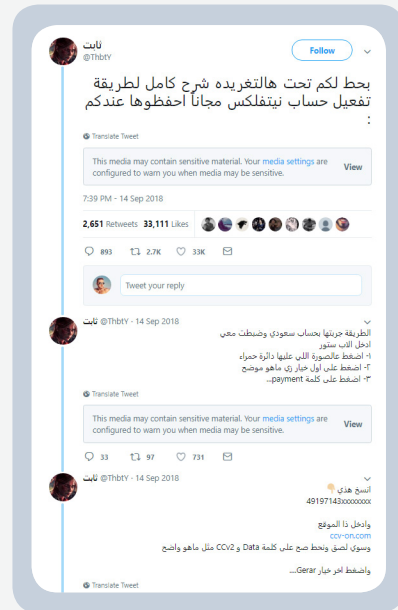 ثابت
@ThbtY
Follow
بحط لكم تحت هالتغريده شرح كامل لطريقة
تفعيل حساب نيتفلكس مجاناً احفظوها عندكم
:
Translate Tweet
This media may contain sensitive material. Your media settings are
configured to warn you when media may be sensitive.
View
7:39 PM - 14 Sep 2018
2,651 Retweets 33,111 Likes
893 2.7K 33K
Tweet your reply
ثابت @ThbtY · 14 Sep 2018
الطريقة جربتها بحساب سعودي وضبطت معي
ادخل الاب ستور
١- اضغط عالصورة اللي عليها دائرة حمراء
٢- اضغط على اول خيار زي ماهو موضح
٣- اضغط على كلمة payment...
Translate Tweet
This media may contain sensitive material. Your media settings are
configured to warn you when media may be sensitive.
View
33 97 731
ثابت @ThbtY · 14 Sep 2018
انسخ هذي 👇🏻
49197143xxxxxxxx
وادخل ذا الموقع
ccv-on.com
وسوي لصق ونحط صح على كلمة Data و CCv2 مثل ماهو واضح
واضغط اخر خيار Gerar...
Translate Tweet